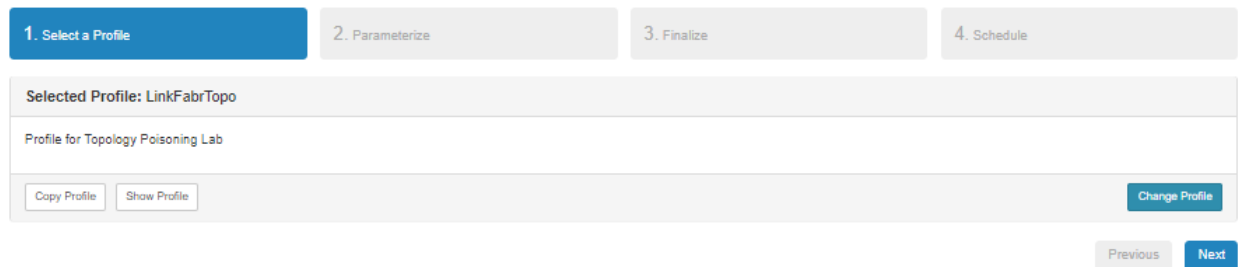 1. Select a Profile
2. Parameterize
3. Finalize
4. Schedule
Selected Profile: LinkFabrTopo
Profile for Topology Poisoning Lab
Copy Profile
Show Profile
Change Profile
Previous
Next